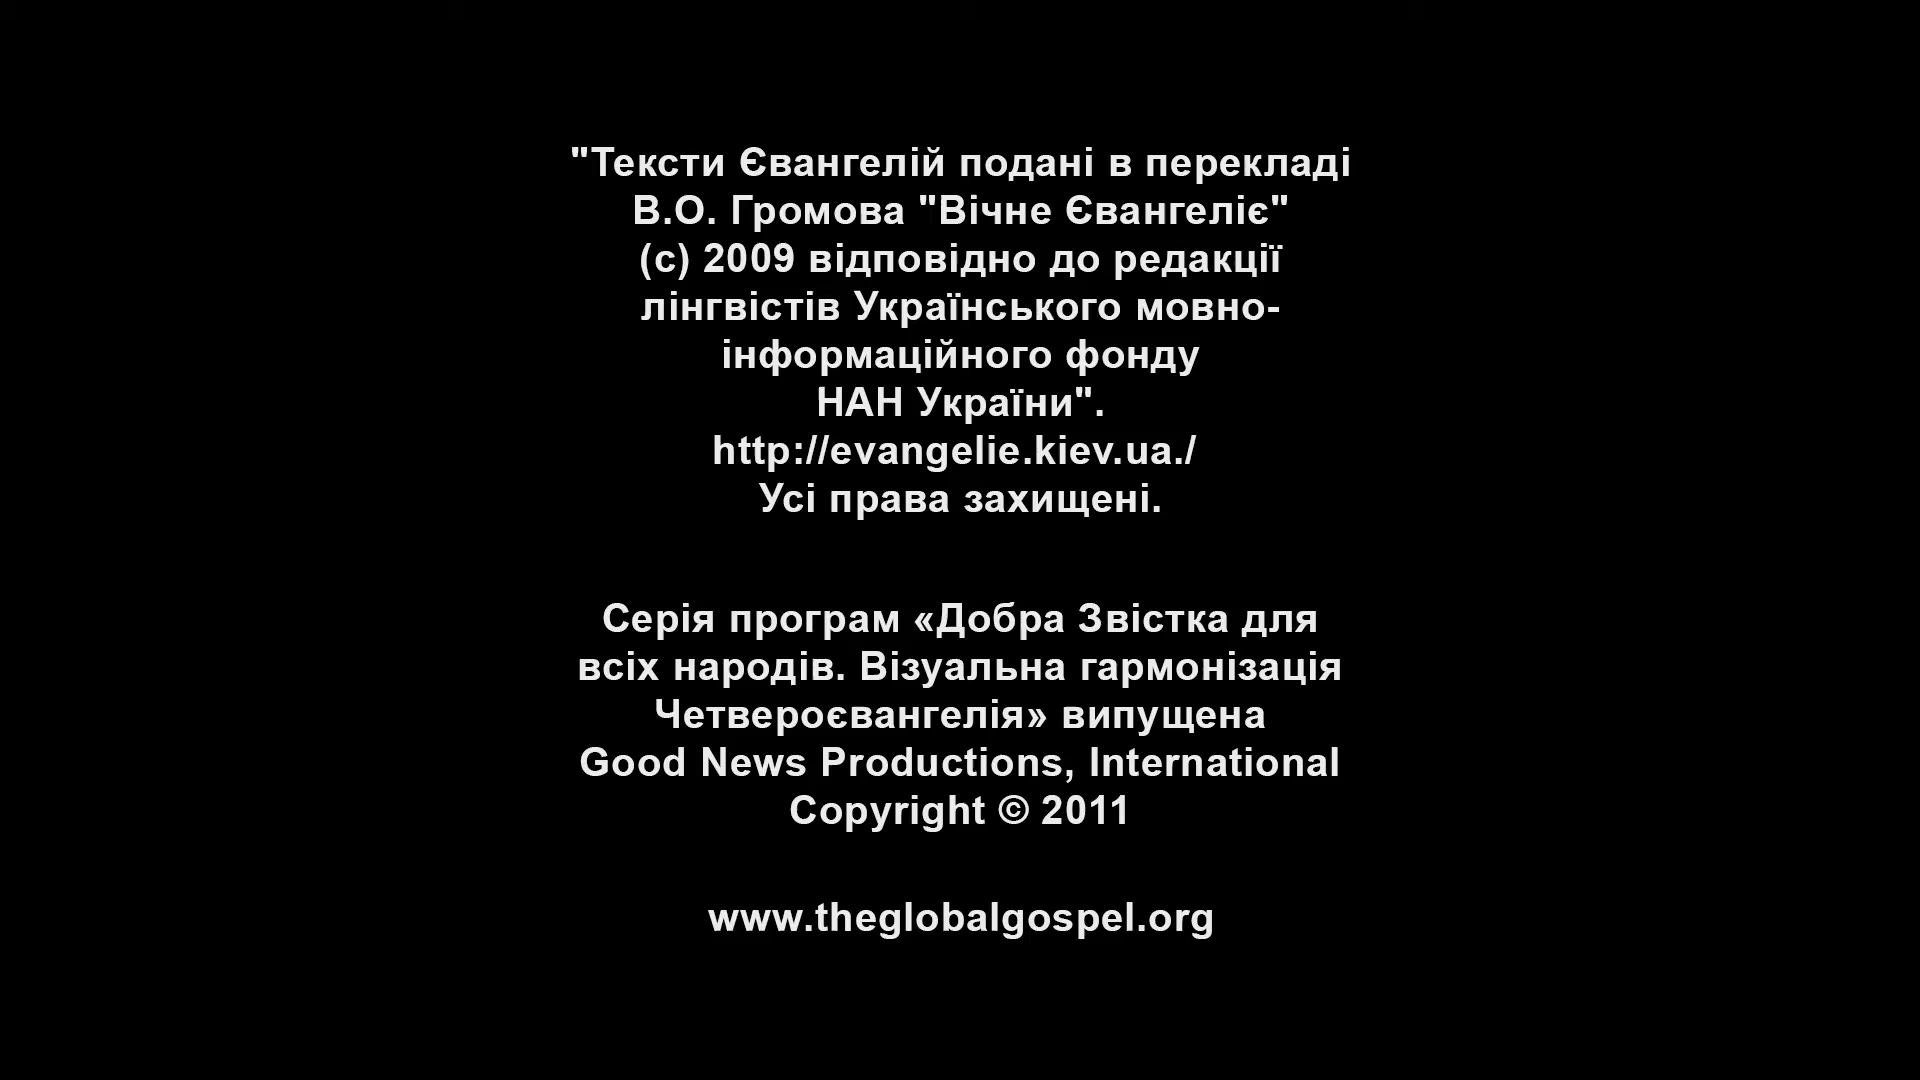 "Тексти Євангелій подані в перекладі
В.О. Громова "Вічне Євангеліє"
(с) 2009 відповідно до редакції
лінгвістів Українського мовно-
інформаційного фонду
НАН України".
http://evangelie.kiev.ua./
Усі права захищені.
Серія програм «Добра Звістка для
всіх народів. Візуальна гармонізація
Четвероєвангелія» випущена
Good News Productions, International
Copyright © 2011
www.theglobalgospel.org